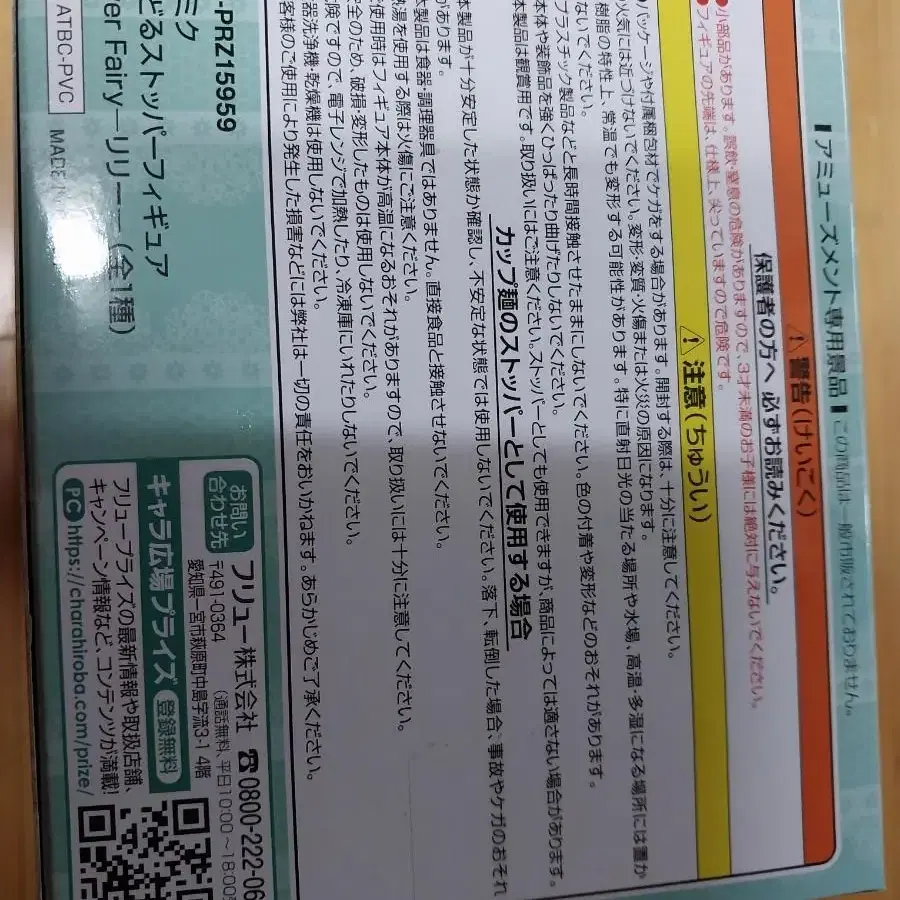 ■アミューズメント専用景品■ この商品は一般市販されておりません。
⚠警告(けいこく)
保護者の方へ 必ずお読みください。
●小部品があります。誤飲・窒息の危険がありますので、3才未満のお子様には絶対に与えないでください。
●フィギュアの先端は、仕様上、尖っていますので危険です。
⚠注意(ちゅうい)
パッケージや付属梱包材でケガをする場合があります。開封する際は、十分に注意してください。
火気には近づけないでください。変形・変質・火傷または火災の原因になります。
樹脂の特性上、常温でも変形する可能性があります。特に直射日光の当たる場所や水場、高温・多湿になる場所には置か
ないでください。
プラスチック製品などと長時間接触させたままにしないでください。色の付着や変形などのおそれがあります。
本体や装飾品を強くひっぱったり曲げたりしないでください。
本製品は観賞用です。取り扱いにはご注意ください。ストッパーとしても使用できますが、商品によっては適さない場合があります。
カップ麺のストッパーとして使用する場合
本製品が十分安定した状態か確認し、不安定な状態では使用しないでください。落下、転倒した場合、事故やケガのおそれ
があります。
本製品は食器・調理器具ではありません。直接食品と接触させないでください。
熱湯を使用する際は火傷にご注意ください。
使用時はフィギュア本体が高温になるおそれがありますので、取り扱いには十分に注意してください。
安全のため、破損・変形したものは使用しないでください。
険ですので、電子レンジで加熱したり、冷凍庫にいれたりしないでください。
器洗浄機・乾燥機は使用しないでください。
客様のご使用により発生した損害などには弊社は一切の責任をおいかねます。あらかじめご了承ください。
-PRZ15959
ミク
どるストッパーフィギュア
er Fairy-リリー-(全1種)
ATBC-PVC
MADE IN
お問い
合わせ先
フリュー株式会社 ☎0800-222-06
〒491-0364
(通話無料、平日10:00~18:00
愛知県一宮市萩原町中島字流3-1 4階
キャラ広場プライズ 登録無料
フリュープライズの最新情報や取扱店舗、
キャンペーン情報など、コンテンツが満載!
PC https://charahiroba.com/prize/